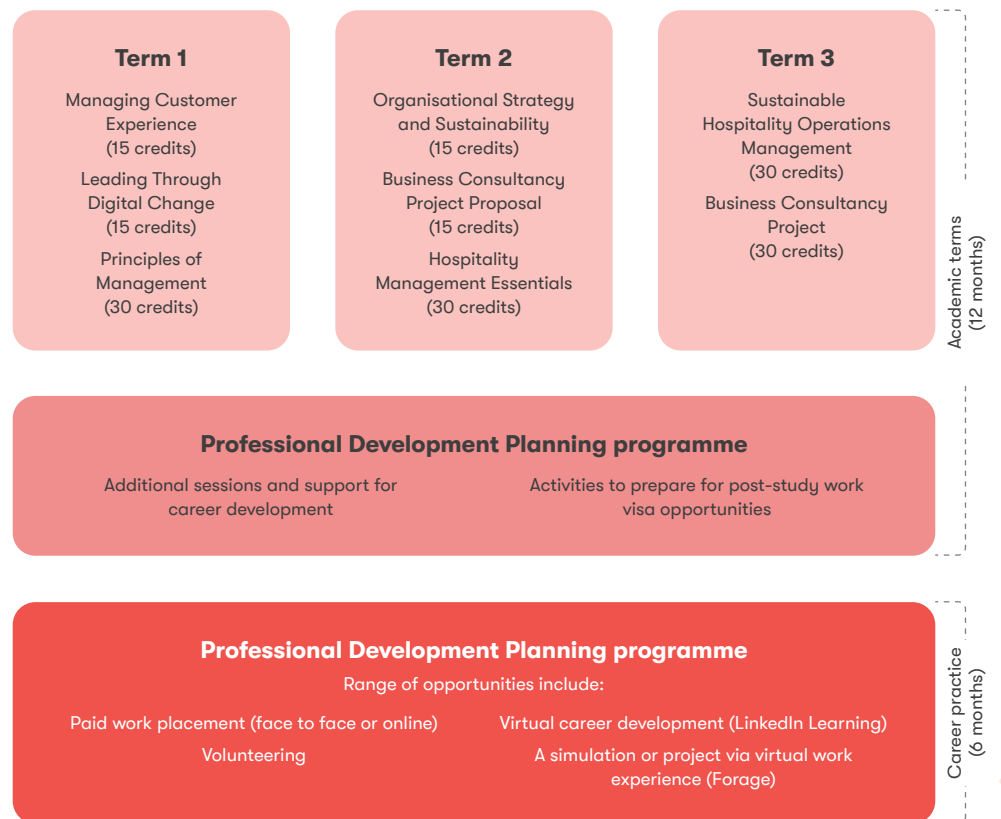 Term 1
Managing Customer
Experience
(15 credits)
Leading Through
Digital Change
(15 credits)
Principles of
Management
(30 credits)
Term 2
Organisational Strategy
and Sustainability
(15 credits)
Business Consultancy
Project Proposal
(15 credits)
Hospitality
Management Essentials
(30 credits)
Term 3
Sustainable
Hospitality Operations
Management
(30 credits)
Business Consultancy
Project
(30 credits)
Academic terms
(12 months)
Professional Development Planning programme
Additional sessions and support for
career development
Activities to prepare for post-study work
visa opportunities
Professional Development Planning programme
Range of opportunities include:
Paid work placement (face to face or online)
Volunteering
Virtual career development (LinkedIn Learning)
A simulation or project via virtual work
experience (Forage)
Career practice
(6 months)